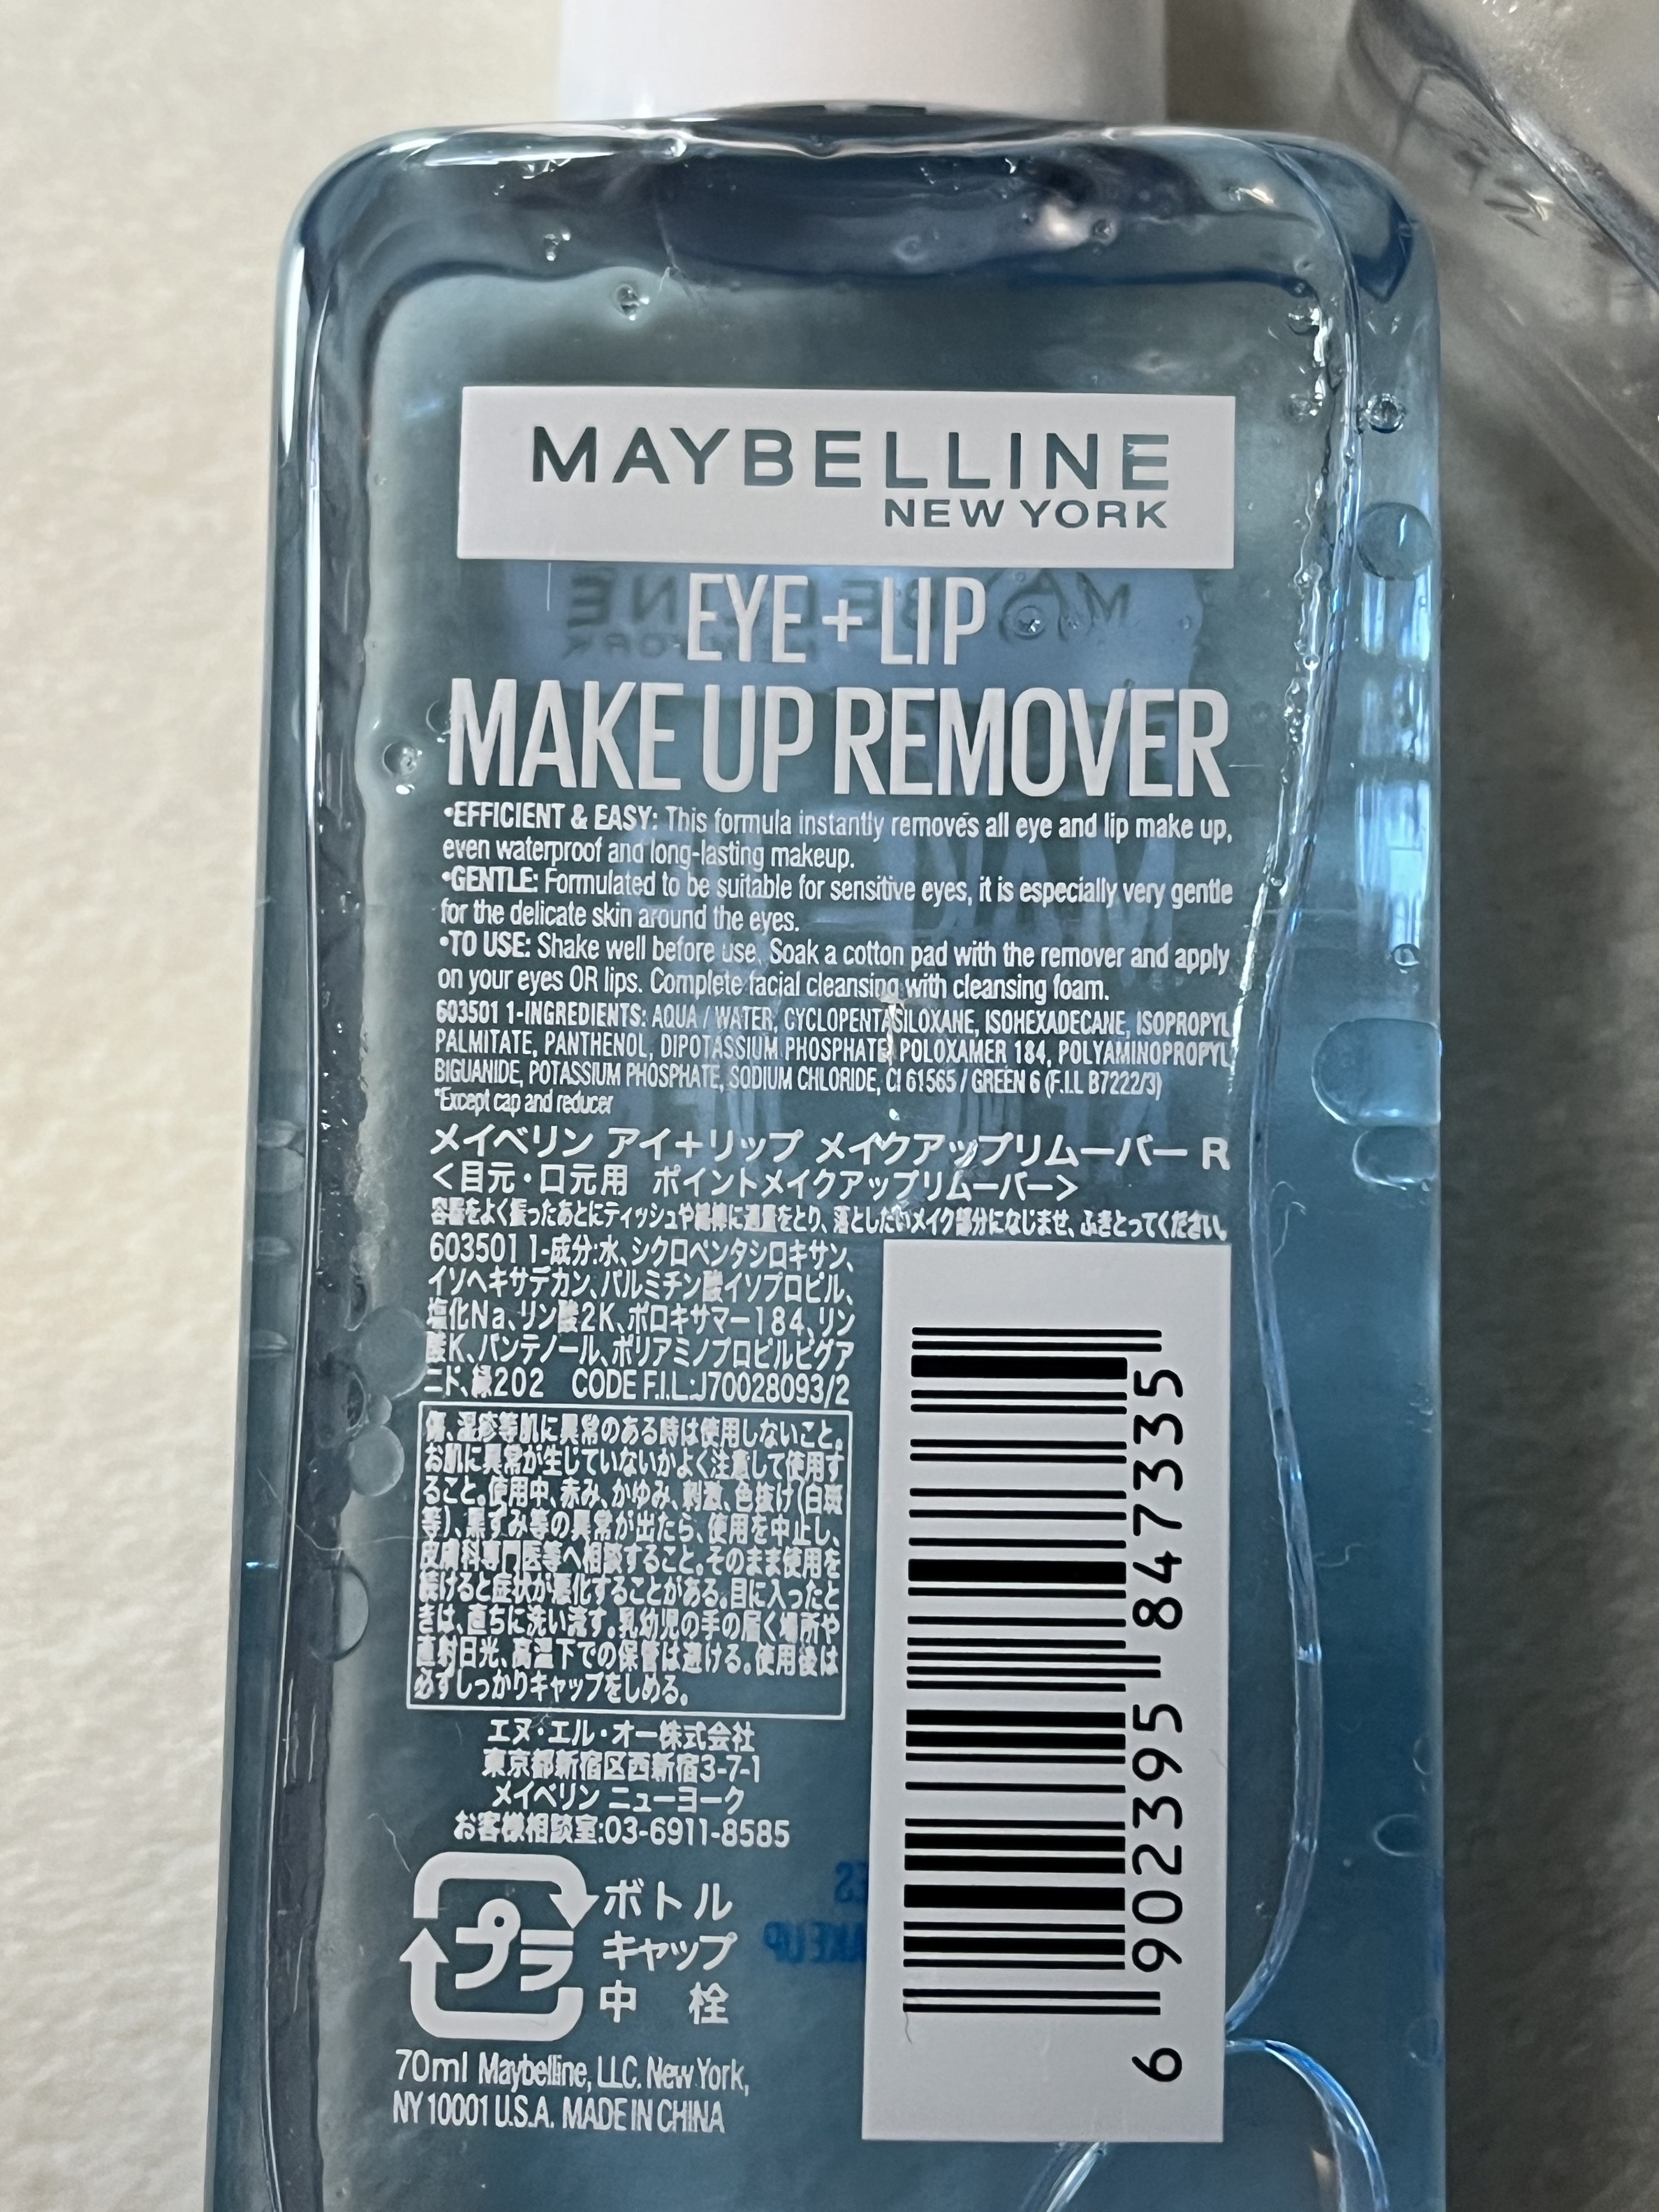 MAYBELLINE
NEW YORK
EYE + LIP
MAKE UP REMOVER
•EFFICIENT & EASY: This formula instantly removes all eye and lip make up,
even waterproof and long-lasting makeup.
•GENTLE: Formulated to be suitable for sensitive eyes, it is especially very gentle
for the delicate skin around the eyes.
•TO USE: Shake well before use. Soak a cotton pad with the remover and apply
on your eyes OR lips. Complete facial cleansing with cleansing foam.
603501 1-INGREDIENTS: AQUA / WATER, CYCLOPENTASILOXANE, ISOHEXADECANE, ISOPROPYL
PALMITATE, PANTHENOL, DIPOTASSIUM PHOSPHATE, POLOXAMER 184, POLYAMINOPROPYL
BIGUANIDE, POTASSIUM PHOSPHATE, SODIUM CHLORIDE, CI 61565 / GREEN 6 (F.I.L B7222/3)
*Except cap and reducer
メイベリン アイ＋リップ メイクアップリムーバー R
＜目元・口元用 ポイントメイクアップリムーバー＞
容器をよく振ったあとにティッシュや綿棒に適量をとり、落としたいメイク部分になじませ、ふきとってください。
603501 1-成分:水、シクロペンタシロキサン、
イソヘキサデカン、パルミチン酸イソプロピル、
塩化Na、リン酸2K、ポロキサマー184、リン
酸K、パンテノール、ポリアミノプロピルビグア
ニド、緑202 CODE F.I.L.:J70028093/2
傷、湿疹等肌に異常のある時は使用しないこと。
お肌に異常が生じていないかよく注意して使用す
ること。使用中、赤み、かゆみ、刺激、色抜け(白斑
等)、黒ずみ等の異常が出たら、使用を中止し、
皮膚科専門医等へ相談すること。そのまま使用を
続けると症状が悪化することがある。目に入ったと
きは、直ちに洗い流す。乳幼児の手の届く場所や
直射日光、高温下での保管は避ける。使用後は
必ずしっかりキャップをしめる。
エヌ・エル・オー株式会社
東京都新宿区西新宿3-7-1
メイベリン ニューヨーク
お客様相談室:03-6911-8585
プラ
ボトル
キャップ
中 栓
70ml Maybelline, LLC. New York,
NY 10001 U.S.A. MADE IN CHINA
6 902395 847335